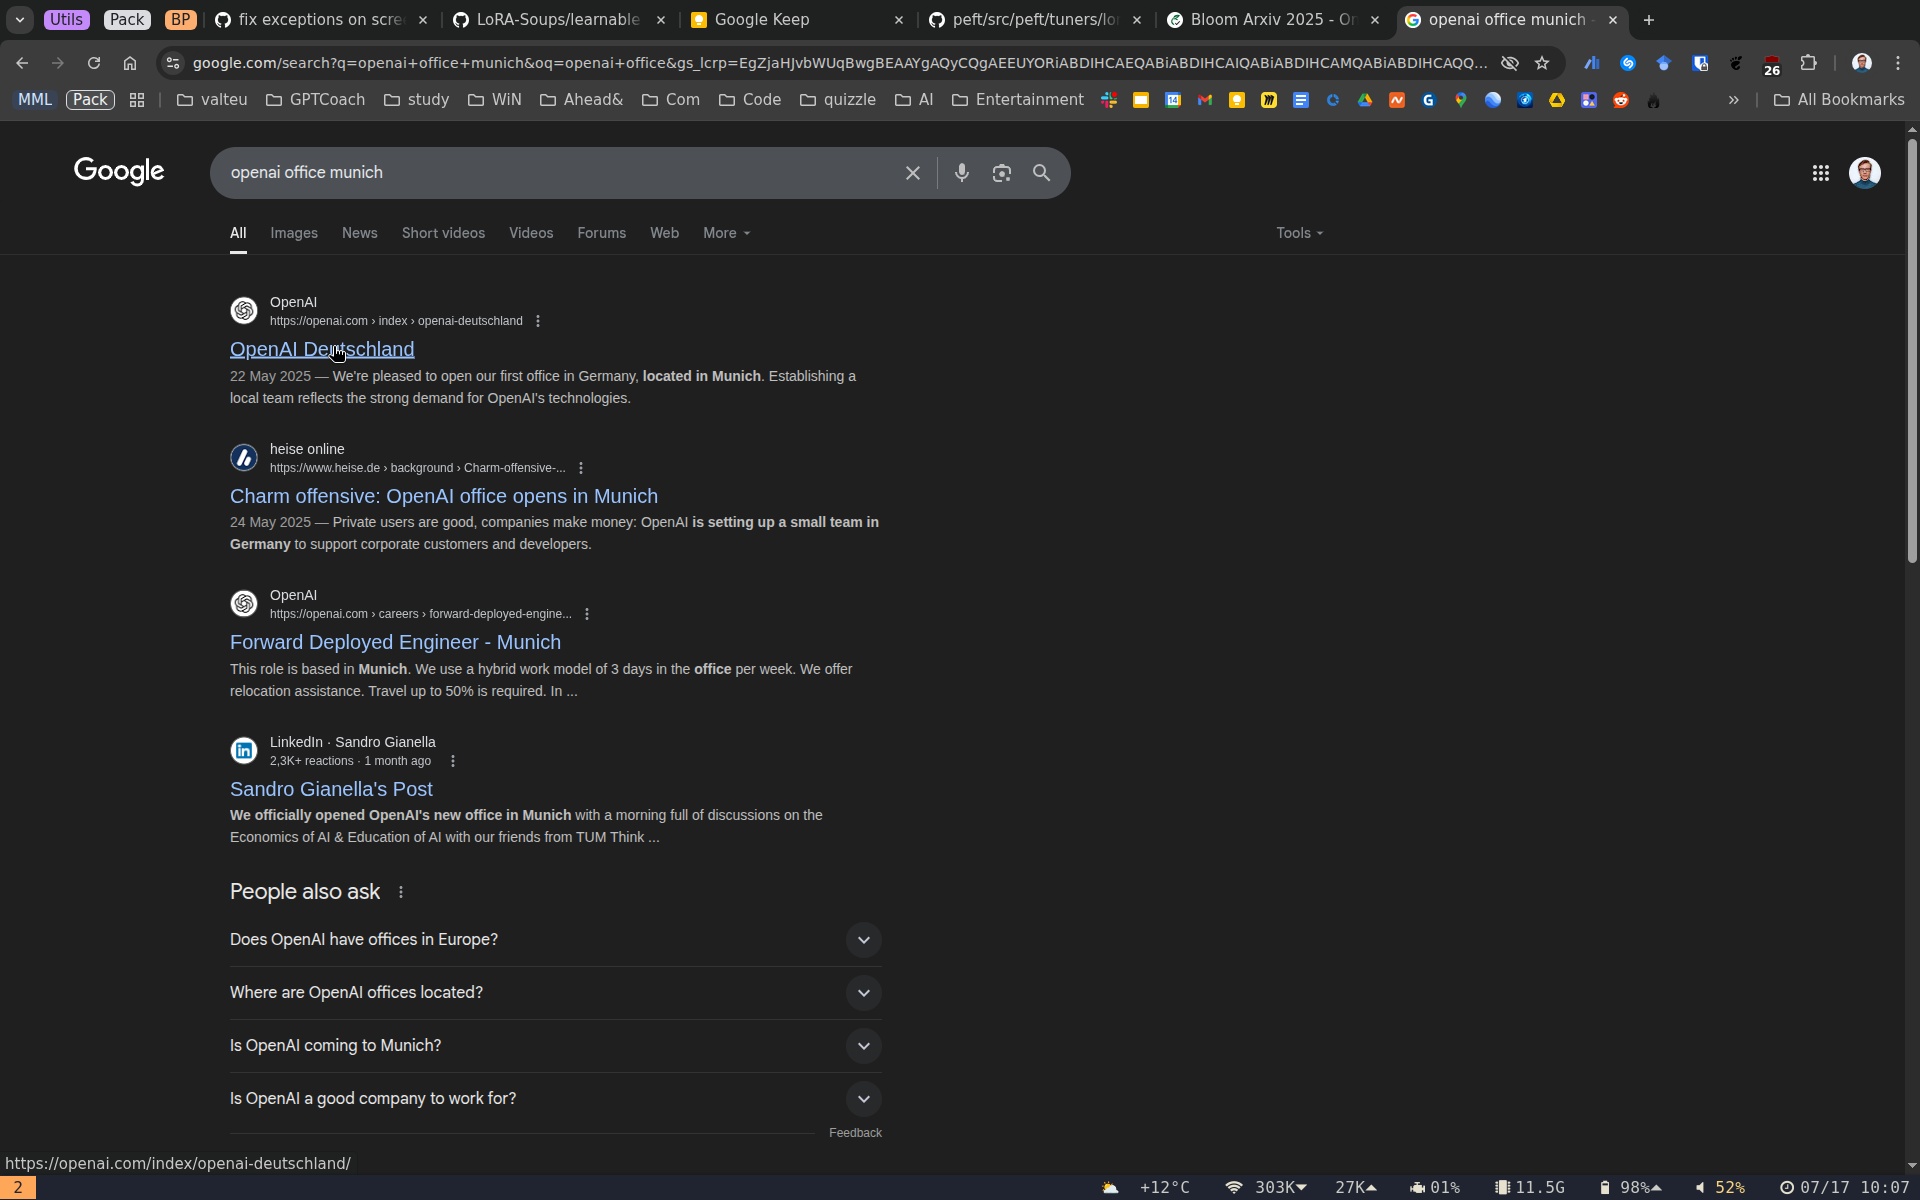 Utils Pack BP fix exceptions on scre LoRA-Soups/learnable Google Keep peft/src/peft/tuners/lo Bloom Arxiv 2025 - On openai office munich -
google.com/search?q=openai+office+munich&oq=openai+office&gs_lcrp=EgZjaHJvbWUqBwgBEAAYgAQyCQgAEEUYORiABDIHCAEQABiABDIHCAIQABiABDIHCAMQABiABDIHCAQQ... 26
MML Pack valteu GPTCoach study WiN Ahead& Com Code quizzle AI Entertainment 14 » All Bookmarks
Google openai office munich
All Images News Short videos Videos Forums Web More Tools
OpenAI
https://openai.com › index › openai-deutschland
OpenAI Deutschland
22 May 2025 — We're pleased to open our first office in Germany, located in Munich. Establishing a
local team reflects the strong demand for OpenAI's technologies.
heise online
https://www.heise.de › background › Charm-offensive-...
Charm offensive: OpenAI office opens in Munich
24 May 2025 — Private users are good, companies make money: OpenAI is setting up a small team in
Germany to support corporate customers and developers.
OpenAI
https://openai.com › careers › forward-deployed-engine...
Forward Deployed Engineer - Munich
This role is based in Munich. We use a hybrid work model of 3 days in the office per week. We offer
relocation assistance. Travel up to 50% is required. In ...
LinkedIn · Sandro Gianella
2,3K+ reactions · 1 month ago
Sandro Gianella's Post
We officially opened OpenAI's new office in Munich with a morning full of discussions on the
Economics of AI & Education of AI with our friends from TUM Think ...
People also ask
Does OpenAI have offices in Europe?
Where are OpenAI offices located?
Is OpenAI coming to Munich?
Is OpenAI a good company to work for?
Feedback
https://openai.com/index/openai-deutschland/
2 +12°C 303K 27K 01% 11.5G 98% 52% 07/17 10:07